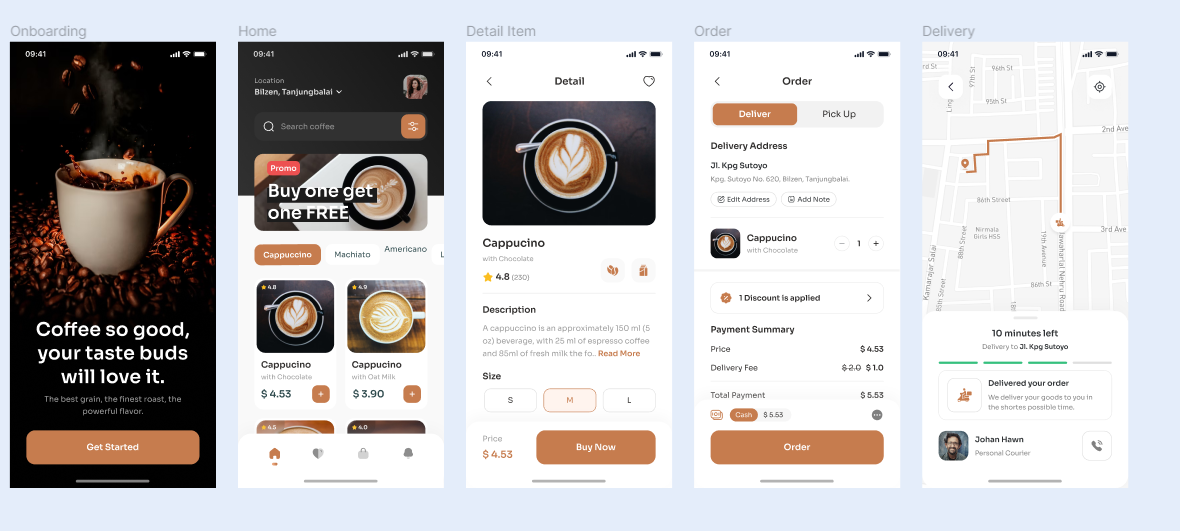 Onboarding
09:41
Coffee so good,
your taste buds
will love it.
The best grain, the finest roast, the
powerful flavor.
Get Started
Home
09:41
Location
Bilzen, Tanjungbalai
Search coffee
Promo
Buy one get
one FREE
Cappuccino
Machiato
Americano
L
4.8
4.9
Cappucino
with Chocolate
$ 4.53
+
Cappucino
with Oat Milk
$ 3.90
+
4.5
4.0
Detail Item
09:41
Detail
Cappucino
with Chocolate
4.8 (230)
Description
A cappuccino is an approximately 150 ml (5
oz) beverage, with 25 ml of espresso coffee
and 85ml of fresh milk the fo.. Read More
Size
S
M
L
Price
$ 4.53
Buy Now
Order
09:41
Order
Deliver
Pick Up
Delivery Address
Jl. Kpg Sutoyo
Kpg. Sutoyo No. 620, Bilzen, Tanjungbalai.
Edit Address
Add Note
Cappucino
with Chocolate
− 1 +
1 Discount is applied
Payment Summary
Price
$ 4.53
Delivery Fee
$ 2.0 $ 1.0
Total Payment
$ 5.53
Cash
$ 5.53
Order
Delivery
09:41
rd St
97th St
96th St
Ling
95th St
2nd Ave
86th Street
3rd Ave
88th Street
Nirmala
Girls HSS
19th Avenue
Jawaharlal Nehru Road
Kamarajar Salai
85th Street
86th St
18t
10 minutes left
Delivery to Jl. Kpg Sutoyo
Delivered your order
We deliver your goods to you in
the shortes possible time.
Johan Hawn
Personal Courier